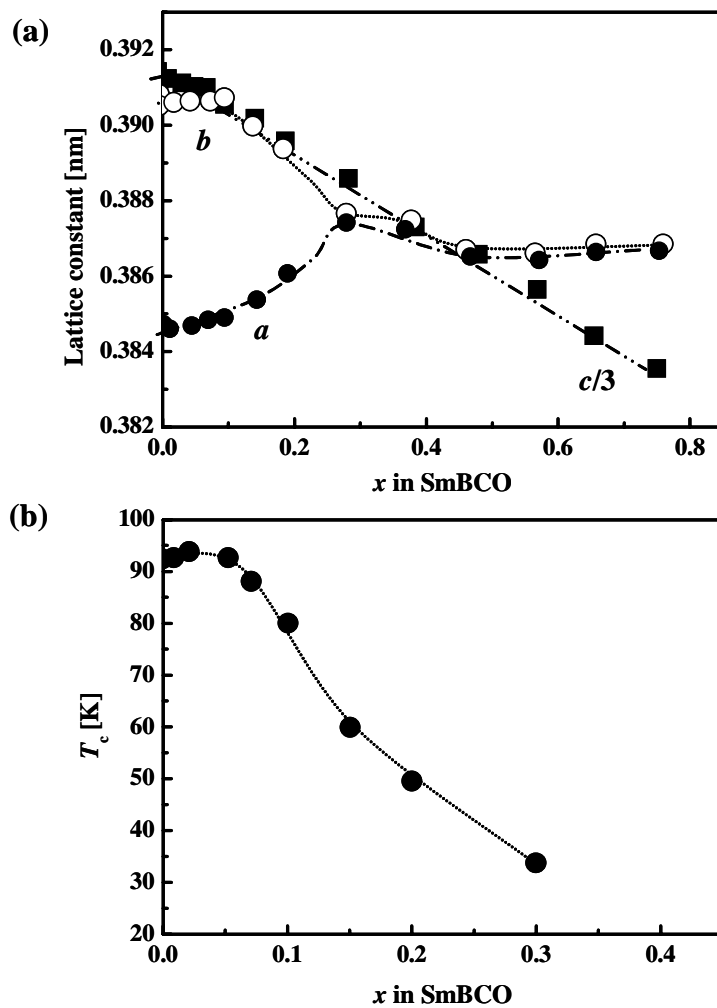 (a)
0.392
0.390
0.388
0.386
0.384
0.382
Lattice constant [nm]
b
a
c/3
0.0 0.2 0.4 0.6 0.8
x in SmBCO
(b)
100
90
80
70
60
50
40
30
20
Tc [K]
0.0 0.1 0.2 0.3 0.4
x in SmBCO